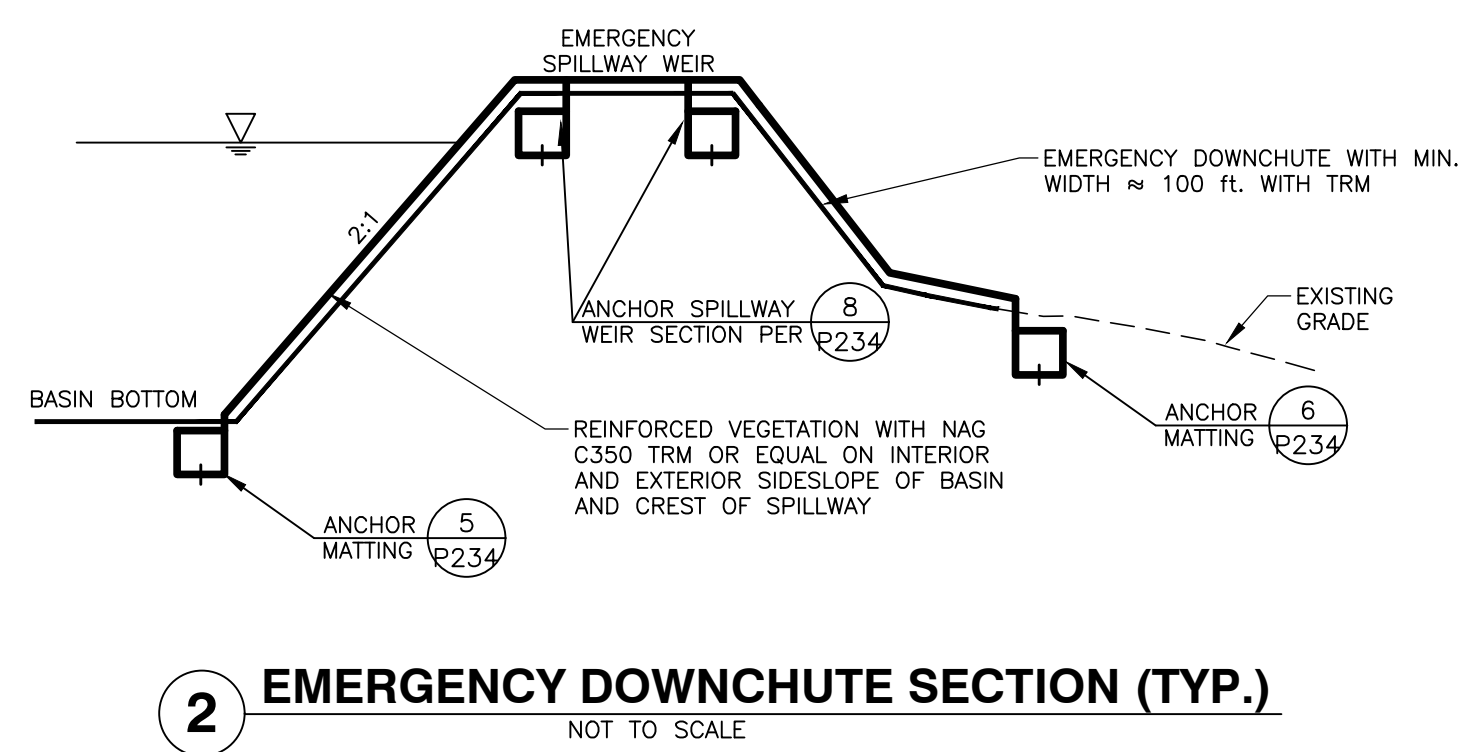 EMERGENCY
SPILLWAY WEIR
EMERGENCY DOWNCHUTE WITH MIN.
WIDTH ≈ 100 ft. WITH TRM
2:1
ANCHOR SPILLWAY
WEIR SECTION PER
8
P234
EXISTING
GRADE
BASIN BOTTOM
ANCHOR
MATTING
6
P234
REINFORCED VEGETATION WITH NAG
C350 TRM OR EQUAL ON INTERIOR
AND EXTERIOR SIDESLOPE OF BASIN
AND CREST OF SPILLWAY
ANCHOR
MATTING
5
P234
2 EMERGENCY DOWNCHUTE SECTION (TYP.)
NOT TO SCALE